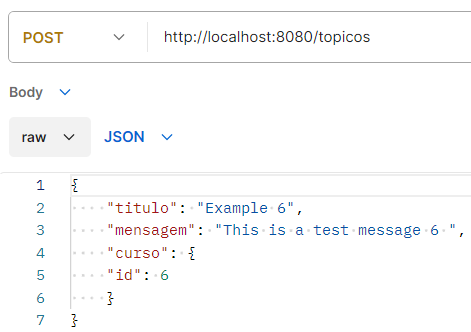 POST http://localhost:8080/topicos
Body
raw JSON
1 {
2 "titulo": "Example 6",
3 "mensagem": "This is a test message 6 ",
4 "curso": {
5 "id": 6
6 }
7 }